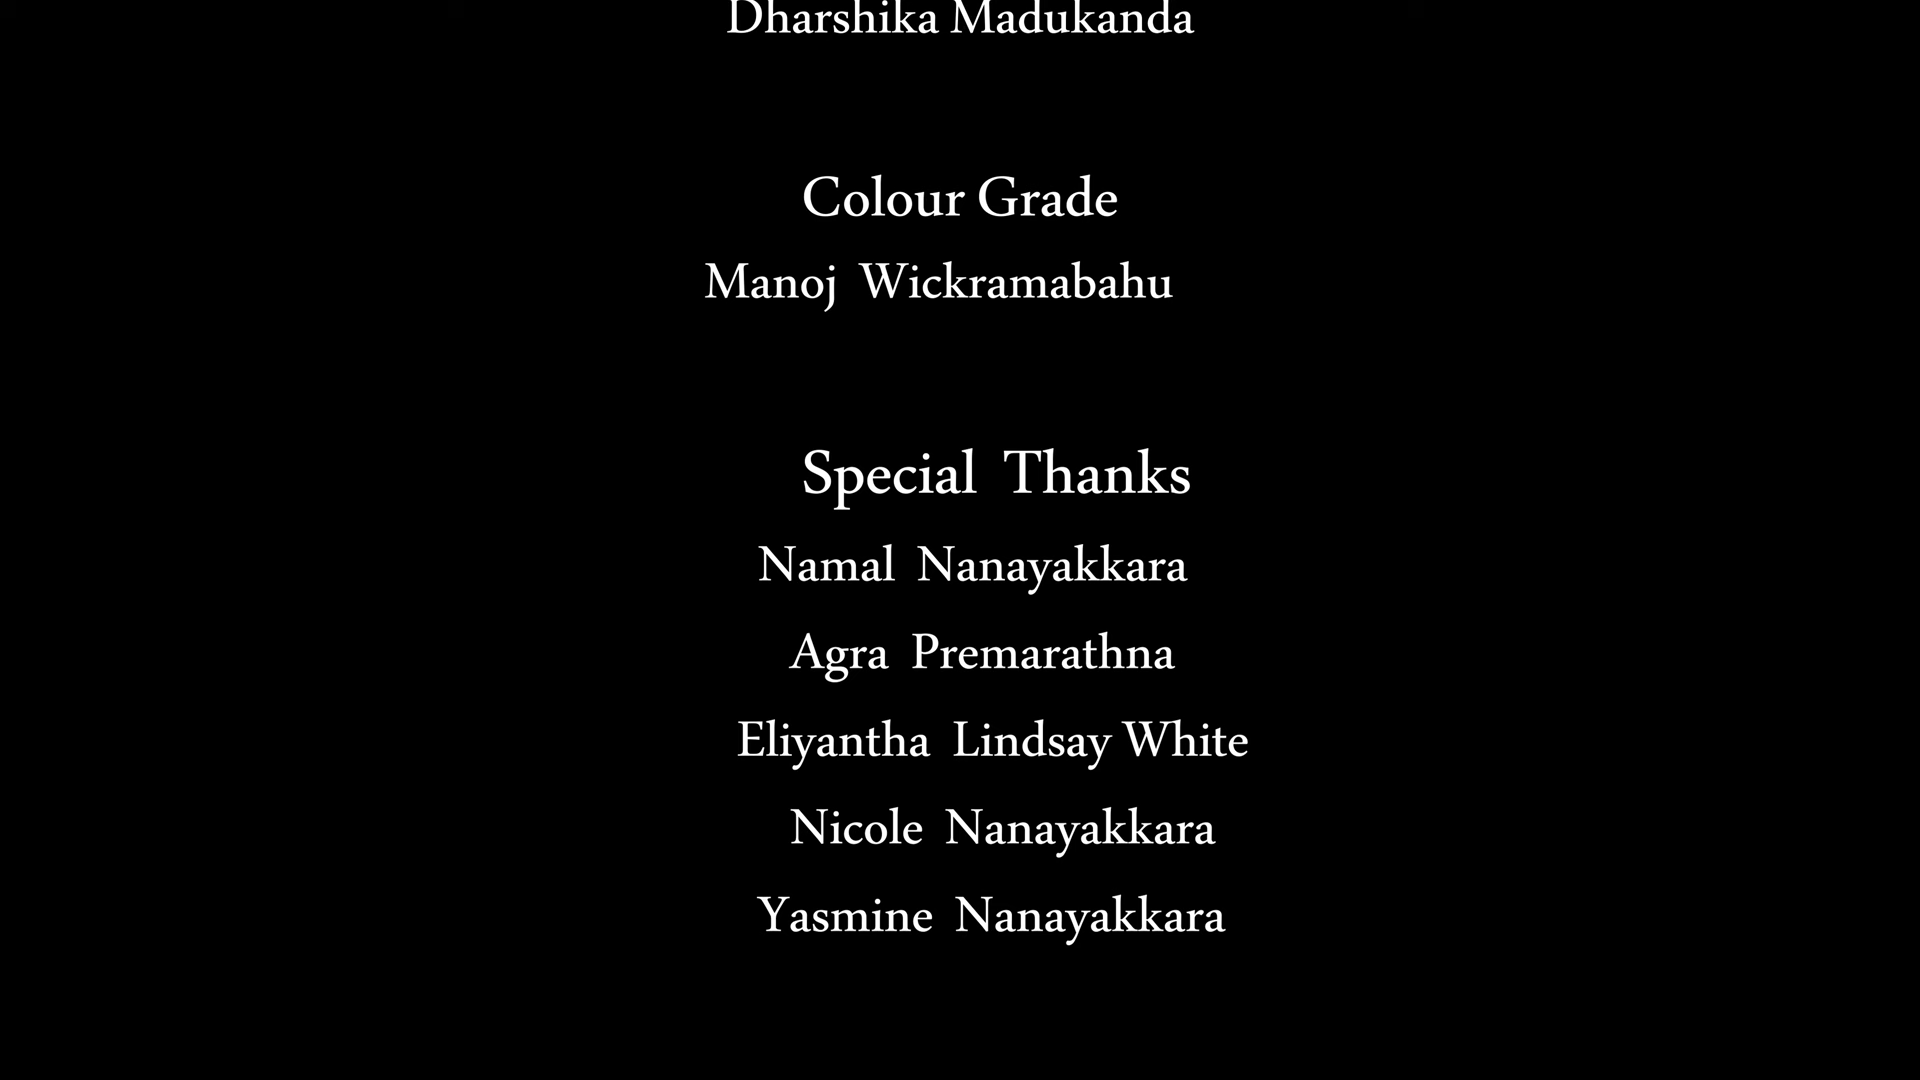 Dharshika Madukanda
Colour Grade
Manoj Wickramabahu
Special Thanks
Namal Nanayakkara
Agra Premarathna
Eliyantha Lindsay White
Nicole Nanayakkara
Yasmine Nanayakkara